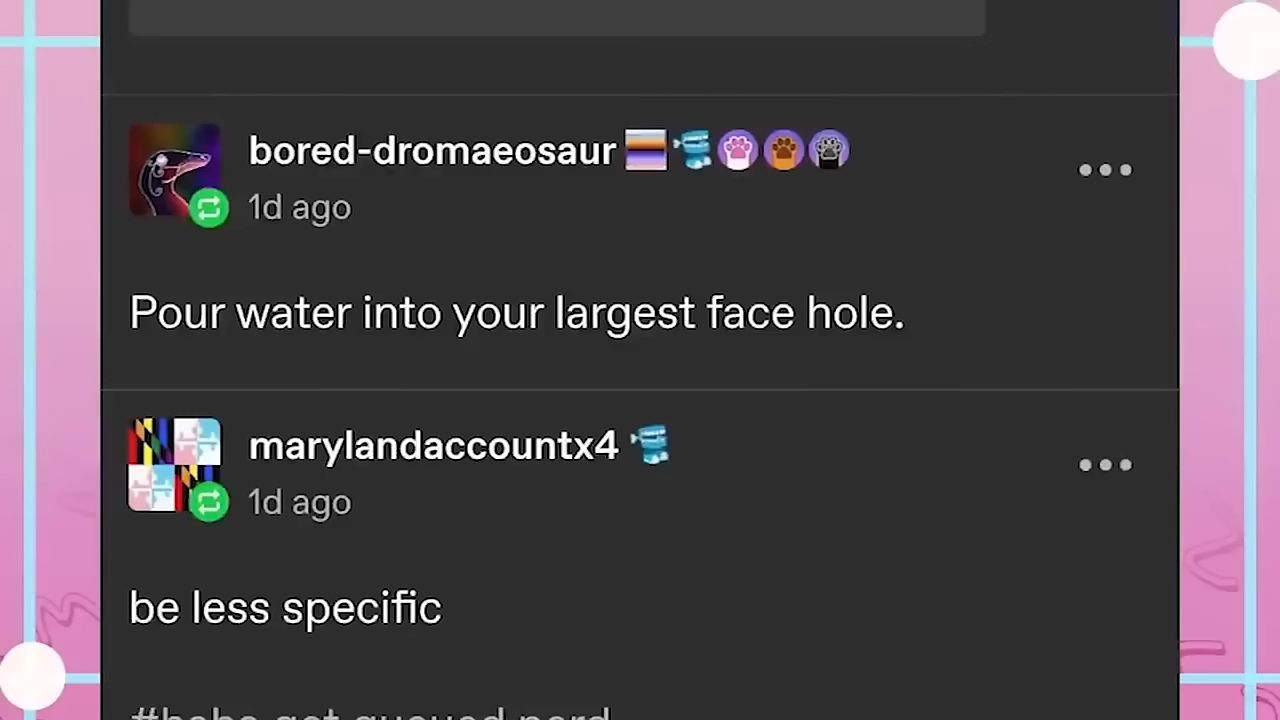 bored-dromaeosaur
1d ago
Pour water into your largest face hole.
marylandaccountx4
1d ago
be less specific
#hehe get queued nerd